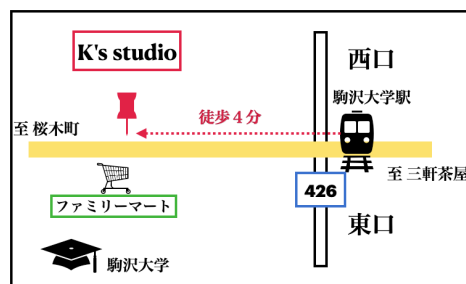 K's studio
西口
駒沢大学駅
徒歩4分
至 桜木町
至 三軒茶屋
426
ファミリーマート
東口
駒沢大学